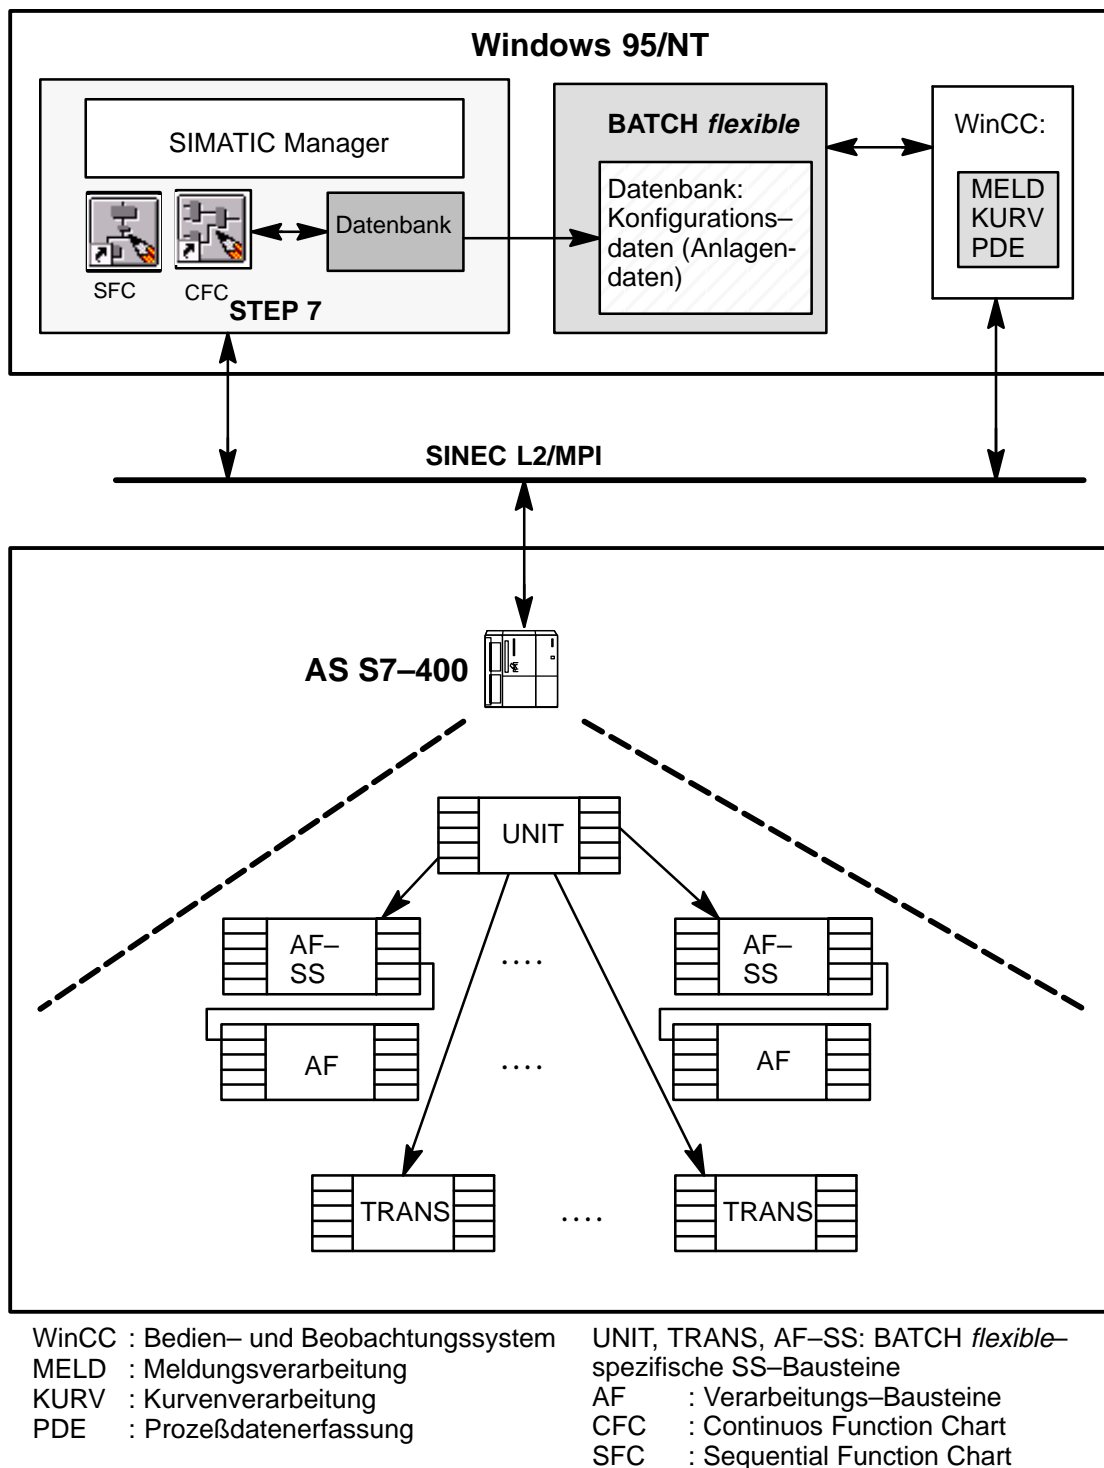 Windows 95/NT
SIMATIC Manager
SFC
CFC
Datenbank
STEP 7
BATCH flexible
Datenbank:
Konfigurations–
daten (Anlagen-
daten)
WinCC:
MELD
KURV
PDE
SINEC L2/MPI
AS S7–400
UNIT
AF–
SS
....
AF–
SS
AF
....
AF
TRANS
....
TRANS
WinCC : Bedien– und Beobachtungssystem
MELD : Meldungsverarbeitung
KURV : Kurvenverarbeitung
PDE : Prozeßdatenerfassung
UNIT, TRANS, AF–SS: BATCH flexible–
spezifische SS–Bausteine
AF : Verarbeitungs–Bausteine
CFC : Continuos Function Chart
SFC : Sequential Function Chart